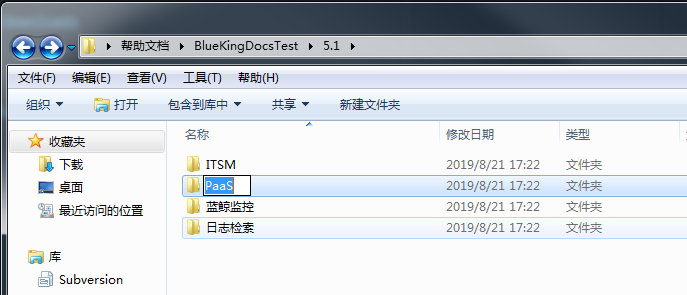 帮助文档 BlueKingDocsTest 5.1
文件(F) 编辑(E) 查看(V) 工具(T) 帮助(H)
组织 打开 包含到库中 共享 新建文件夹
收藏夹
下载
桌面
最近访问的位置
库
Subversion
名称 修改日期 类型
ITSM 2019/8/21 17:22 文件夹
PaaS 2019/8/21 17:22 文件夹
蓝鲸监控 2019/8/21 17:22 文件夹
日志检索 2019/8/21 17:22 文件夹